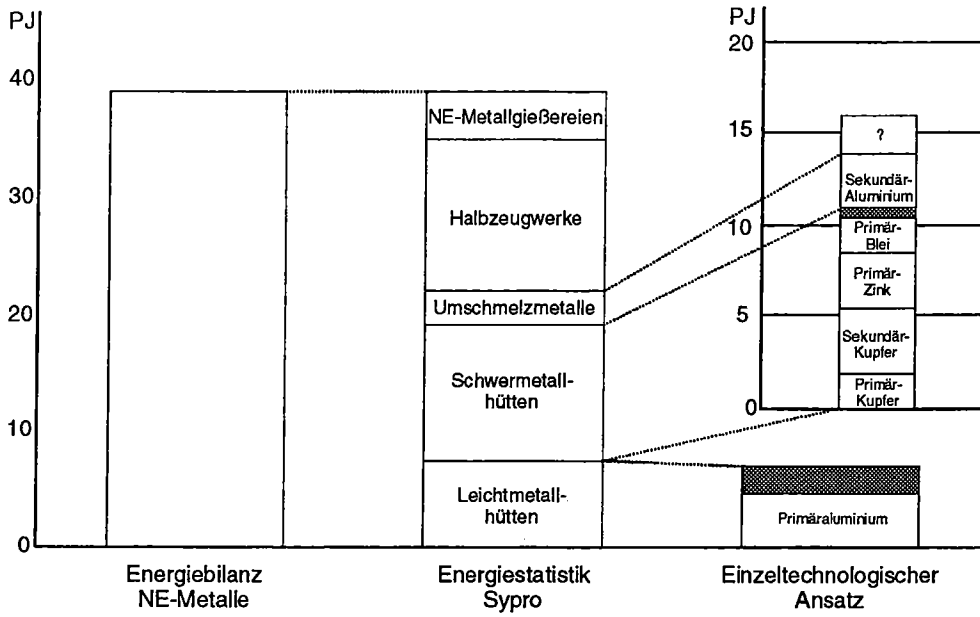 PJ
40
30
20
10
0
NE-Metallgießereien
Halbzeugwerke
Umschmelzmetalle
Schwermetall-
hütten
Leichtmetall-
hütten
PJ
20
15
10
5
0
?
Sekundär-
Aluminium
Primär-
Blei
Primär-
Zink
Sekundär-
Kupfer
Primär-
Kupfer
Primäraluminium
Energiebilanz
NE-Metalle
Energiestatistik
Sypro
Einzeltechnologischer
Ansatz